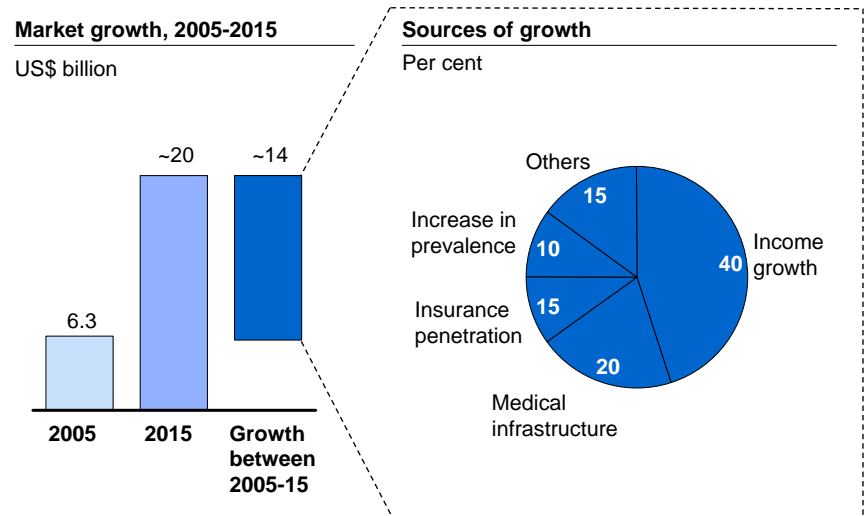 Market growth, 2005-2015
US$ billion
6.3
~20
~14
2005
2015
Growth
between
2005-15
Sources of growth
Per cent
Others
15
Increase in
prevalence
10
Insurance
penetration
15
Medical
infrastructure
20
Income
growth
40